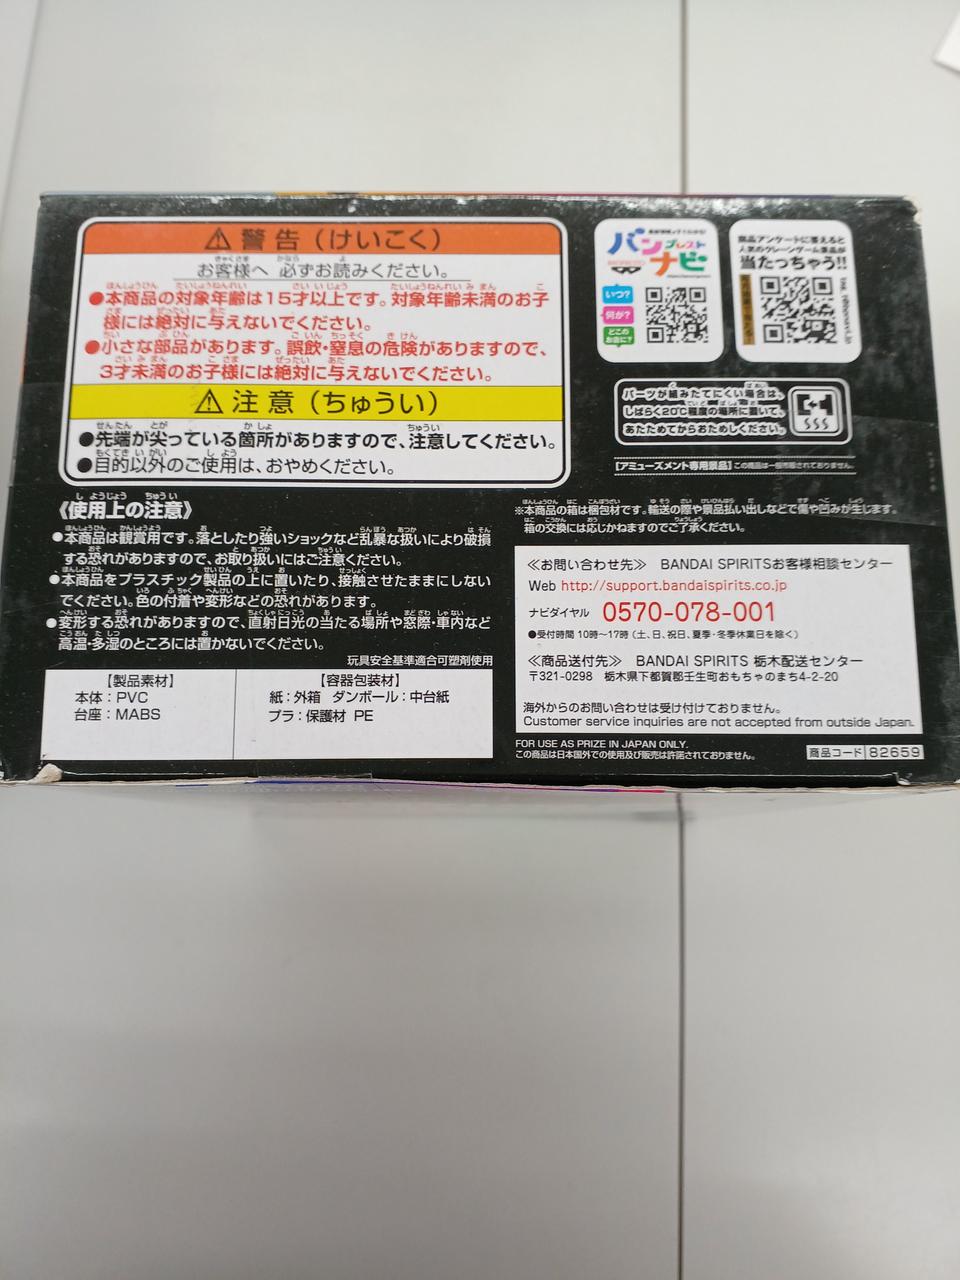 警告（けいこく）
お客様へ 必ずお読みください。
●本商品の対象年齢は15才以上です。対象年齢未満のお子
様には絶対に与えないでください。
●小さな部品があります。誤飲・窒息の危険がありますので、
3才未満のお子様には絶対に与えないでください。
注意（ちゅうい）
●先端が尖っている箇所がありますので、注意してください。
●目的以外のご使用は、おやめください。
《使用上の注意》
●本商品は観賞用です。落としたり強いショックなど乱暴な扱いにより破損
する恐れがありますので、お取り扱いにはご注意ください。
●本商品をプラスチック製品の上に置いたり、接触させたままにしない
でください。色の付着や変形などの恐れがあります。
●変形する恐れがありますので、直射日光の当たる場所や窓際・車内など
高温・多湿のところには置かないでください。
玩具安全基準適合可塑剤使用
【製品素材】
本体：PVC
台座：MABS
【容器包装材】
紙：外箱 ダンボール：中台紙
プラ：保護材 PE
バンプレストナビ
いつ?
何が?
どこのお店に?
商品アンケートに答えると
人気のクレーンゲーム景品が
当たっちゃう!!
パーツが組みたてにくい場合は、
しばらく20℃程度の場所に置いて、
あたためてからおためしください。
【アミューズメント専用景品】この商品は一般市販されておりません。
※本商品の箱は梱包材です。輸送の際や景品払い出しなどで傷や凹みが生じます。
箱の交換には応じかねますのでご了承ください。
≪お問い合わせ先≫ BANDAI SPIRITSお客様相談センター
Web http://support.bandaispirits.co.jp
ナビダイヤル 0570-078-001
●受付時間 10時～17時（土、日、祝日、夏季・冬季休業日を除く）
≪商品送付先≫ BANDAI SPIRITS 栃木配送センター
〒321-0298 栃木県下都賀郡壬生町おもちゃのまち4-2-20
海外からのお問い合わせは受け付けておりません。
Customer service inquiries are not accepted from outside Japan.
FOR USE AS PRIZE IN JAPAN ONLY.
この商品は日本国外での使用及び販売は許諾されておりません。
商品コード 82659